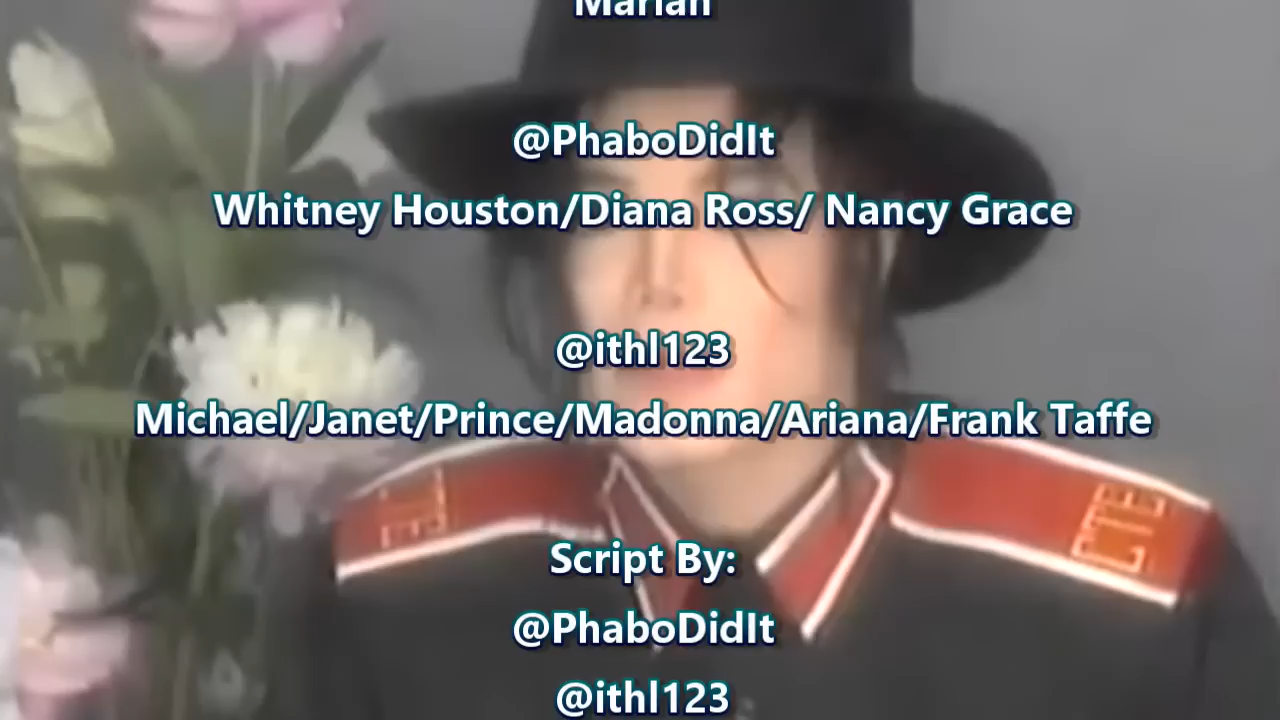 Mariah
@PhaboDidIt
Whitney Houston/Diana Ross/ Nancy Grace
@ithl123
Michael/Janet/Prince/Madonna/Ariana/Frank Taffe
Script By:
@PhaboDidIt
@ithl123